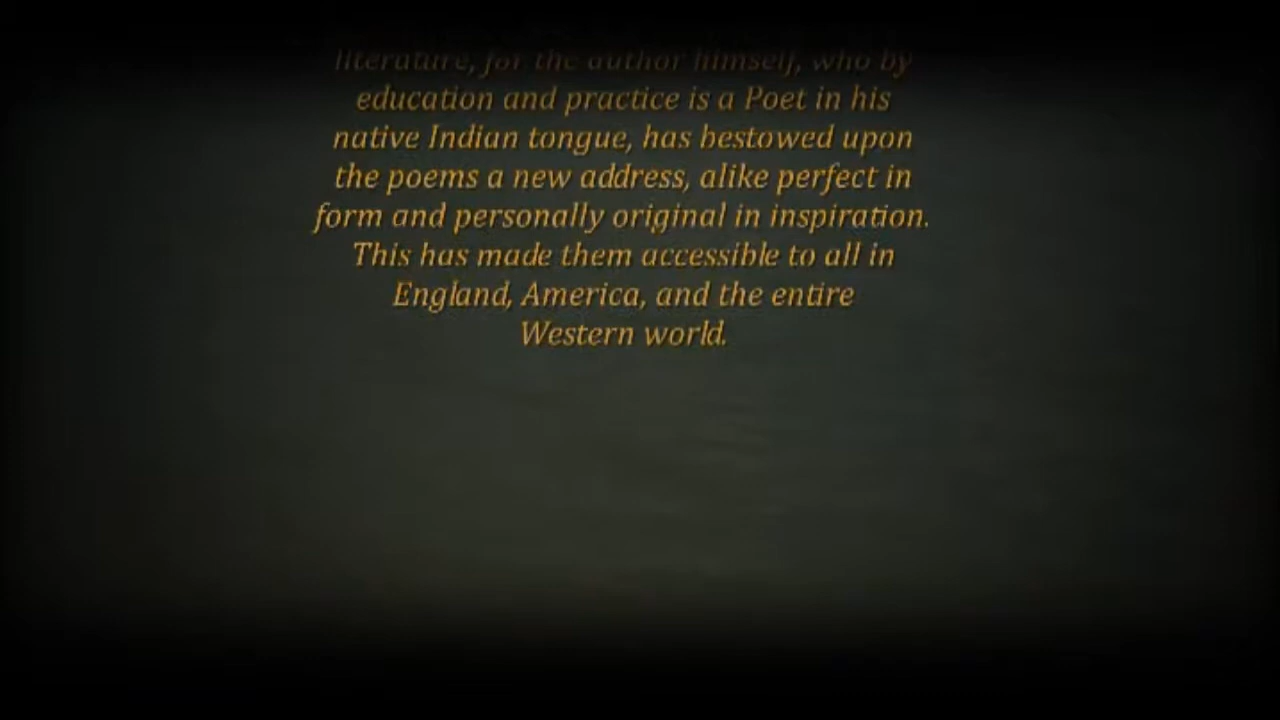 literature, for the author himself, who by
education and practice is a Poet in his
native Indian tongue, has bestowed upon
the poems a new address, alike perfect in
form and personally original in inspiration.
This has made them accessible to all in
England, America, and the entire
Western world.